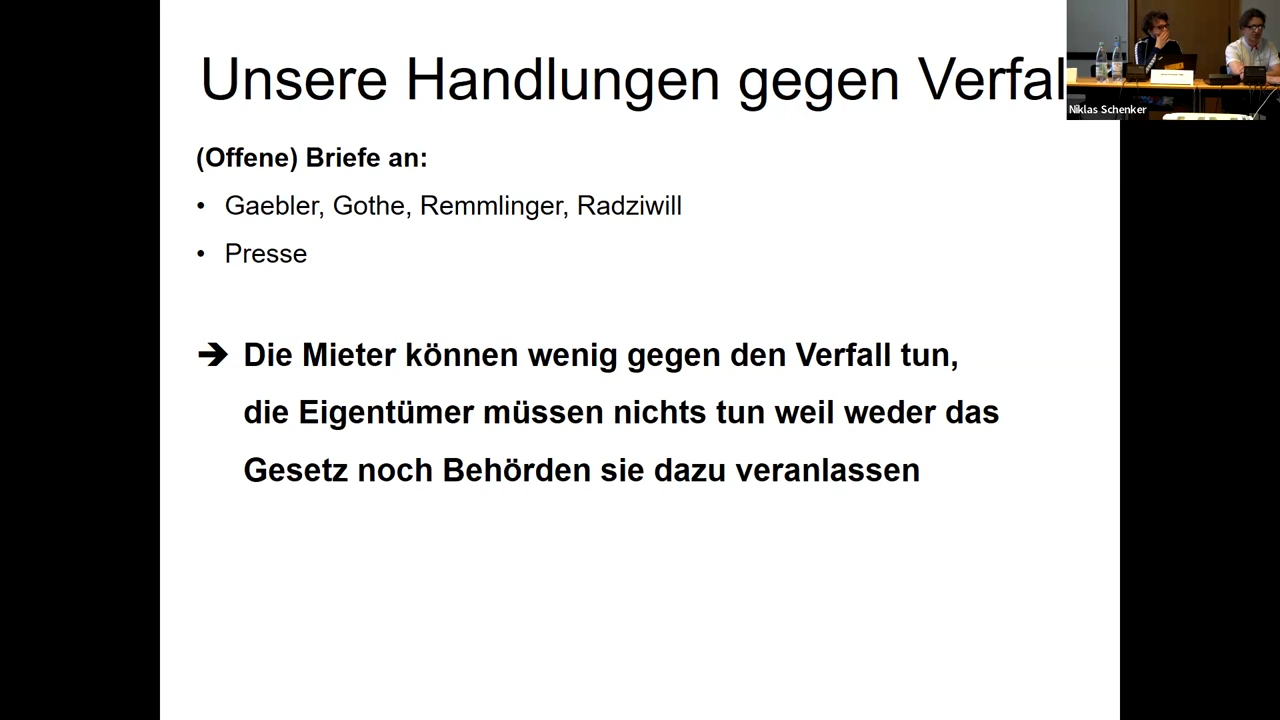 Unsere Handlungen gegen Verfal
Niklas Schenker
(Offene) Briefe an:
• Gaebler, Gothe, Remmlinger, Radziwill
• Presse
➔ Die Mieter können wenig gegen den Verfall tun,
die Eigentümer müssen nichts tun weil weder das
Gesetz noch Behörden sie dazu veranlassen